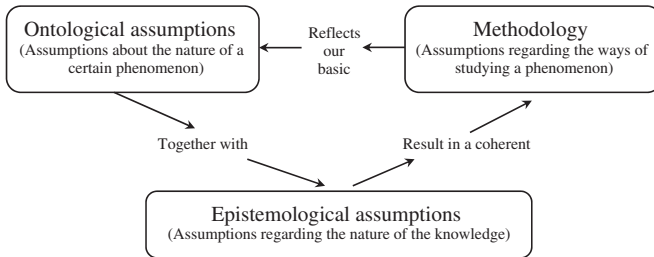 Ontological assumptions
(Assumptions about the nature of a
certain phenomenon)
Reflects
our
basic
Methodology
(Assumptions regarding the ways of
studying a phenomenon)
Together with
Result in a coherent
Epistemological assumptions
(Assumptions regarding the nature of the knowledge)